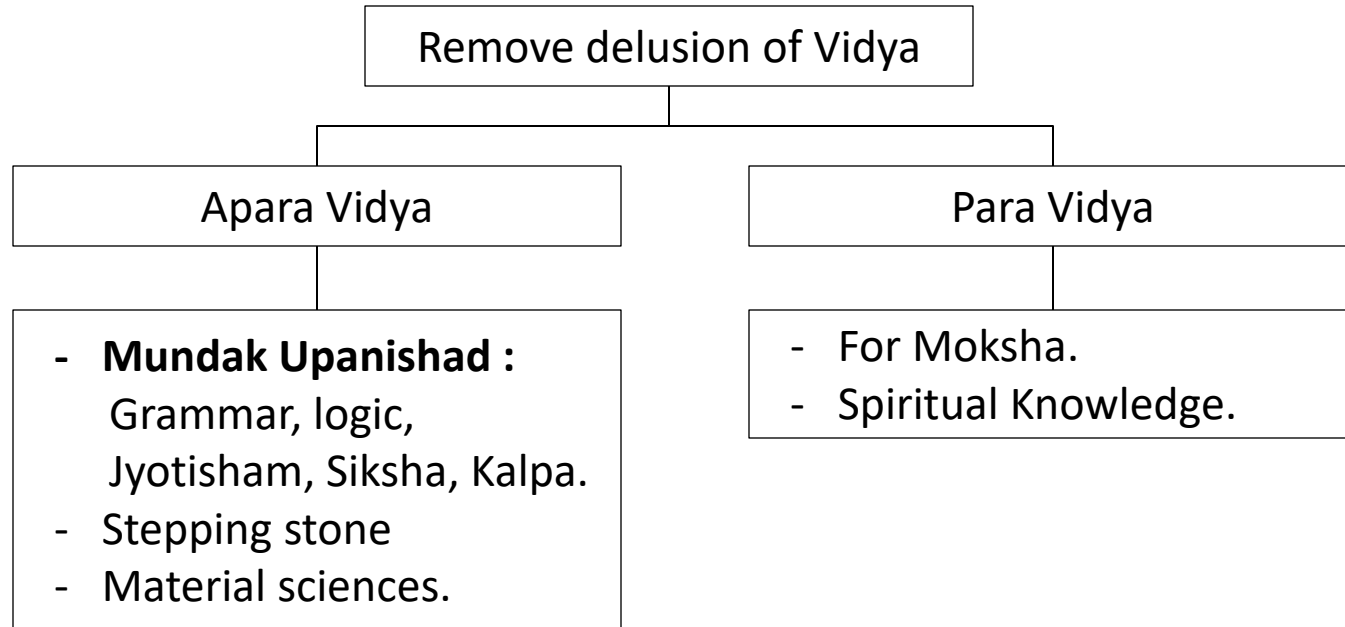 Remove delusion of Vidya
Apara Vidya
- Mundak Upanishad :
Grammar, logic,
Jyotisham, Siksha, Kalpa.
- Stepping stone
- Material sciences.
Para Vidya
- For Moksha.
- Spiritual Knowledge.